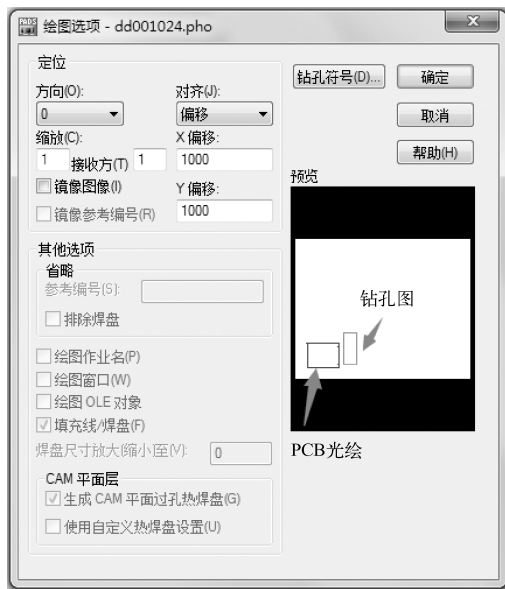 PADS
绘图选项 - dd001024.pho
定位
方向(O):
对齐(J):
0
偏移
缩放(C):
X 偏移:
1 接收方(T) 1
1000
镜像图像(I)
Y 偏移:
镜像参考编号(R)
1000
其他选项
省略
参考编号(S):
排除焊盘
绘图作业名(P)
绘图窗口(W)
绘图 OLE 对象
填充线/焊盘(F)
焊盘尺寸放大(缩小)至(V):
0
CAM 平面层
生成 CAM 平面过孔热焊盘(G)
使用自定义热焊盘设置(U)
钻孔符号(D)...
确定
取消
帮助(H)
预览
钻孔图
PCB光绘